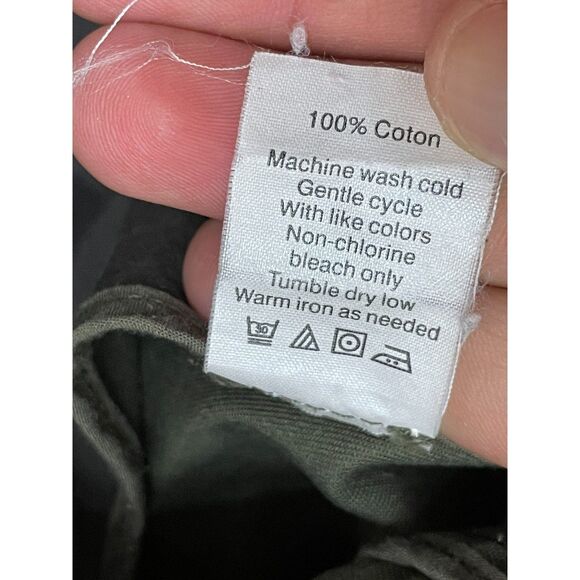 100% Coton
Machine wash cold
Gentle cycle
With like colors
Non-chlorine
bleach only
Tumble dry low
Warm iron as needed
30